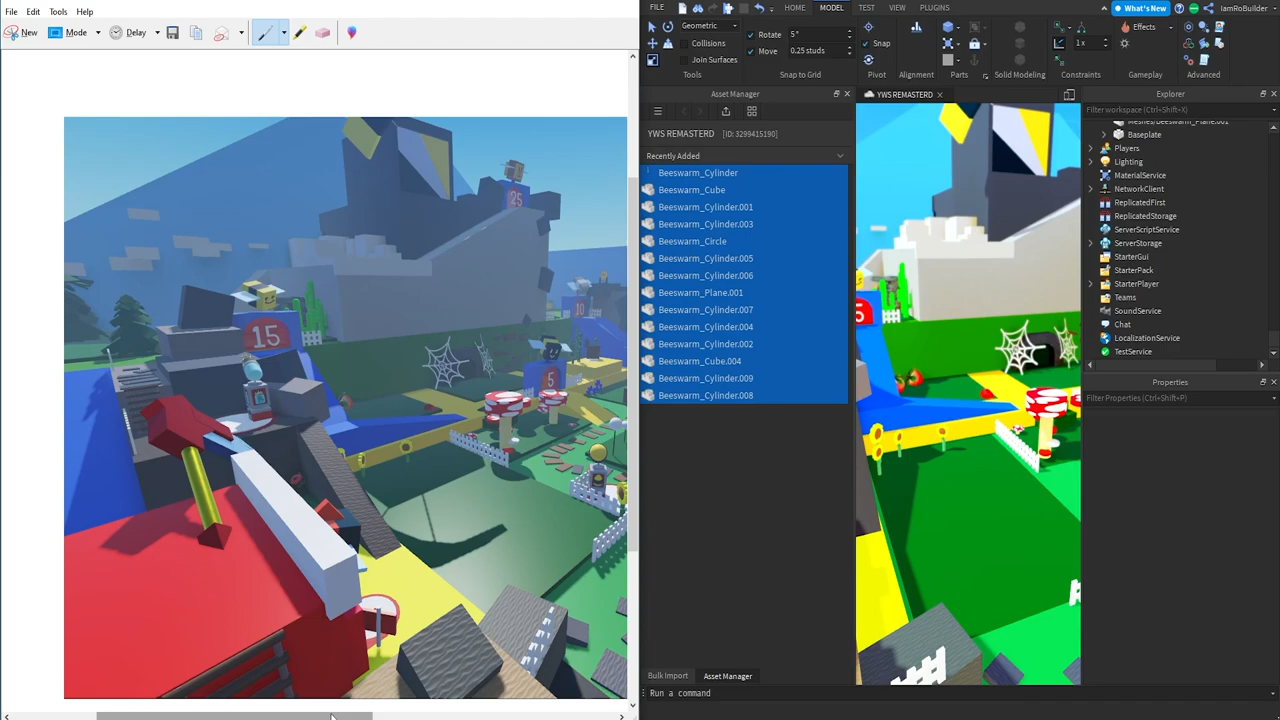 File Edit Tools Help
New Mode Delay
15
25
10
5
FILE HOME MODEL TEST VIEW PLUGINS What's New IamRoBuilder
Geometric
Collisions
Join Surfaces
Tools
Rotate 5°
Move 0.25 studs
Snap to Grid
Snap
Pivot
Alignment
Parts
Solid Modeling
1 x
Constraints
Effects
Gameplay
Advanced
Asset Manager
YWS REMASTERD [ID: 3299415190]
Recently Added
Beeswarm_Cylinder
Beeswarm_Cube
Beeswarm_Cylinder.001
Beeswarm_Cylinder.003
Beeswarm_Circle
Beeswarm_Cylinder.005
Beeswarm_Cylinder.006
Beeswarm_Plane.001
Beeswarm_Cylinder.007
Beeswarm_Cylinder.004
Beeswarm_Cylinder.002
Beeswarm_Cube.004
Beeswarm_Cylinder.009
Beeswarm_Cylinder.008
Bulk Import Asset Manager
Run a command
YWS REMASTERD
Explorer
Filter workspace (Ctrl+Shift+X)
Baseplate
Players
Lighting
MaterialService
NetworkClient
ReplicatedFirst
ReplicatedStorage
ServerScriptService
ServerStorage
StarterGui
StarterPack
StarterPlayer
Teams
SoundService
Chat
LocalizationService
TestService
Properties
Filter Properties (Ctrl+Shift+P)